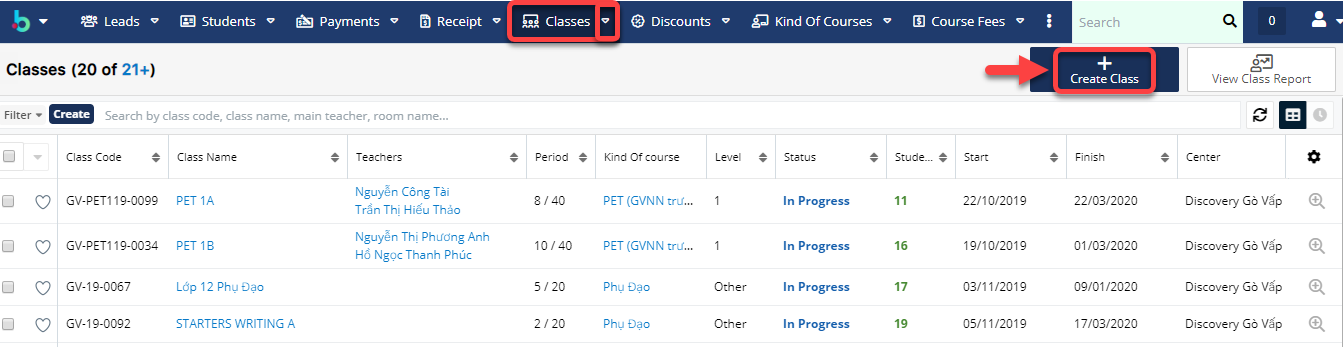 Leads Students Payments Receipt Classes Discounts Kind Of Courses Course Fees Search 0
Classes (20 of 21+) Create Class View Class Report
Filter Create Search by class code, class name, main teacher, room name...
Class Code Class Name Teachers Period Kind Of course Level Status Stude... Start Finish Center
GV-PET119-0099 PET 1A Nguyễn Công Tài 8 / 40 PET (GVNN trư... 1 In Progress 11 22/10/2019 22/03/2020 Discovery Gò Vấp
Trần Thị Hiếu Thảo
GV-PET119-0034 PET 1B Nguyễn Thị Phương Anh 10 / 40 PET (GVNN trư... 1 In Progress 16 19/10/2019 01/03/2020 Discovery Gò Vấp
Hồ Ngọc Thanh Phúc
GV-19-0067 Lớp 12 Phụ Đạo 5 / 20 Phụ Đạo Other In Progress 17 03/11/2019 09/01/2020 Discovery Gò Vấp
GV-19-0092 STARTERS WRITING A 2 / 20 Phụ Đạo Other In Progress 19 05/11/2019 17/03/2020 Discovery Gò Vấp